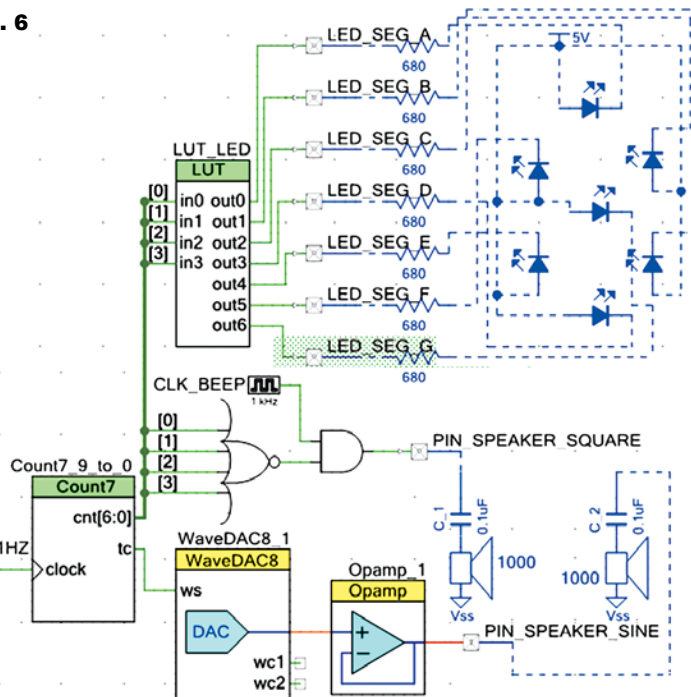 . 6
LED_SEG_A
680
5V
LED_SEG_B
680
LED_SEG_C
680
LUT_LED
LUT
[0] in0 out0
[1] in1 out1
[2] in2 out2
[3] in3 out3
out4
out5
out6
LED_SEG_D
680
LED_SEG_E
680
LED_SEG_F
680
LED_SEG_G
680
CLK_BEEP
1 kHz
[0]
[1]
[2]
[3]
PIN_SPEAKER_SQUARE
Count7_9_to_0
Count7
cnt[6:0]
tc
1HZ
clock
C_1
0.1uF
1000
Vss
C_2
0.1uF
1000
Vss
WaveDAC8_1
WaveDAC8
ws
DAC
wc1
wc2
Opamp_1
Opamp
+
−
PIN_SPEAKER_SINE